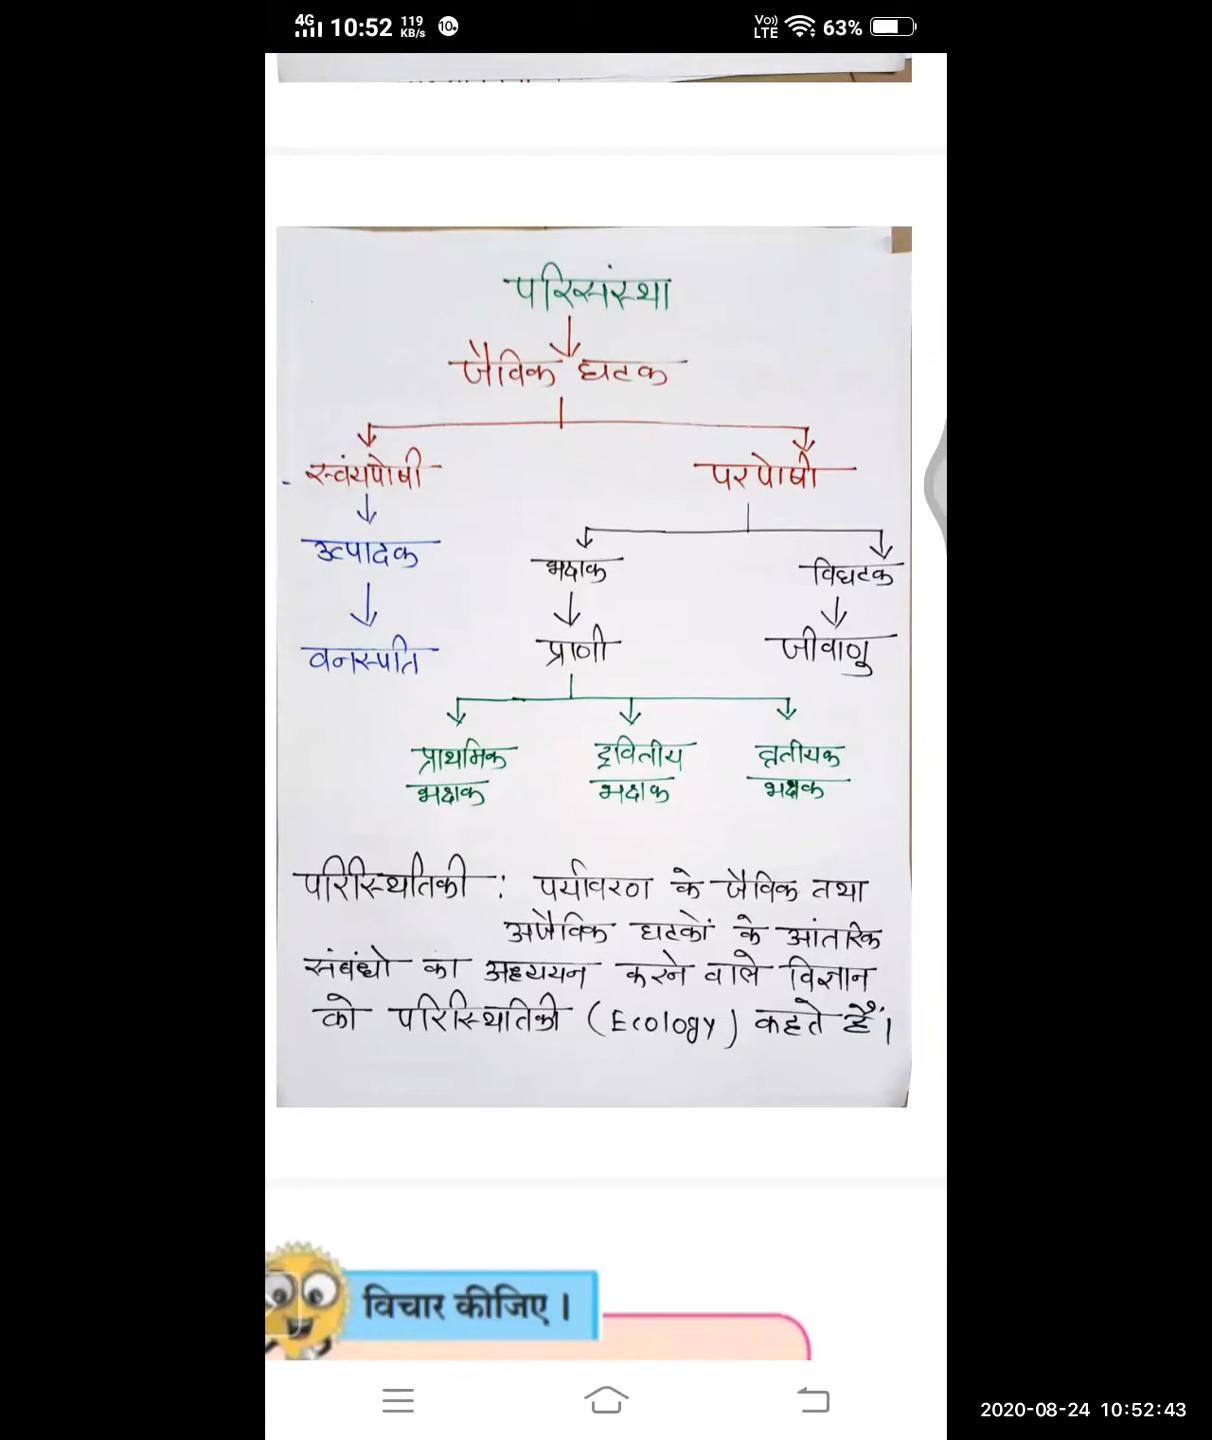 4G 10:52 119 KB/s 10+ Vo)) LTE 63%
परिसंस्था
जैविक घटक
स्वंयपोषी परपोषी
उत्पादक भक्षक विघटक
वनस्पति प्राणी जीवाणु
प्राथमिक द्वितीय तृतीयक
भक्षक भक्षक भक्षक
परिस्थितिकी : पर्यावरण के जैविक तथा
अजैविक घटकों के आंतरिक
संबंधो का अध्ययन करने वाले विज्ञान
को परिस्थितिकी (Ecology) कहते हैं।
विचार कीजिए ।
2020-08-24 10:52:43